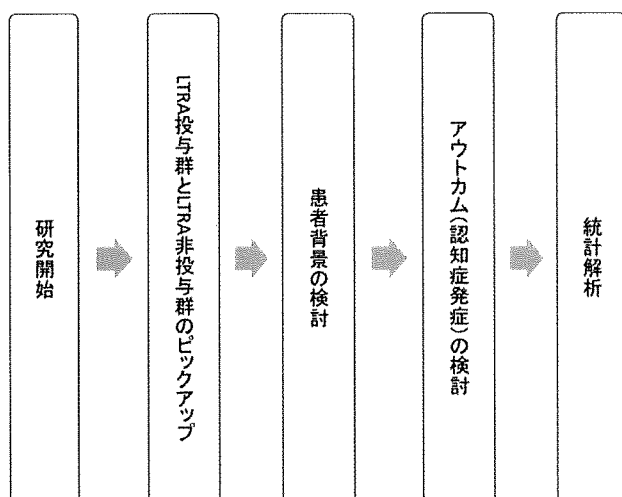 研究開始
LTRA投与群とLTRA非投与群のピックアップ
患者背景の検討
アウトカム(認知症発症)の検討
統計解析